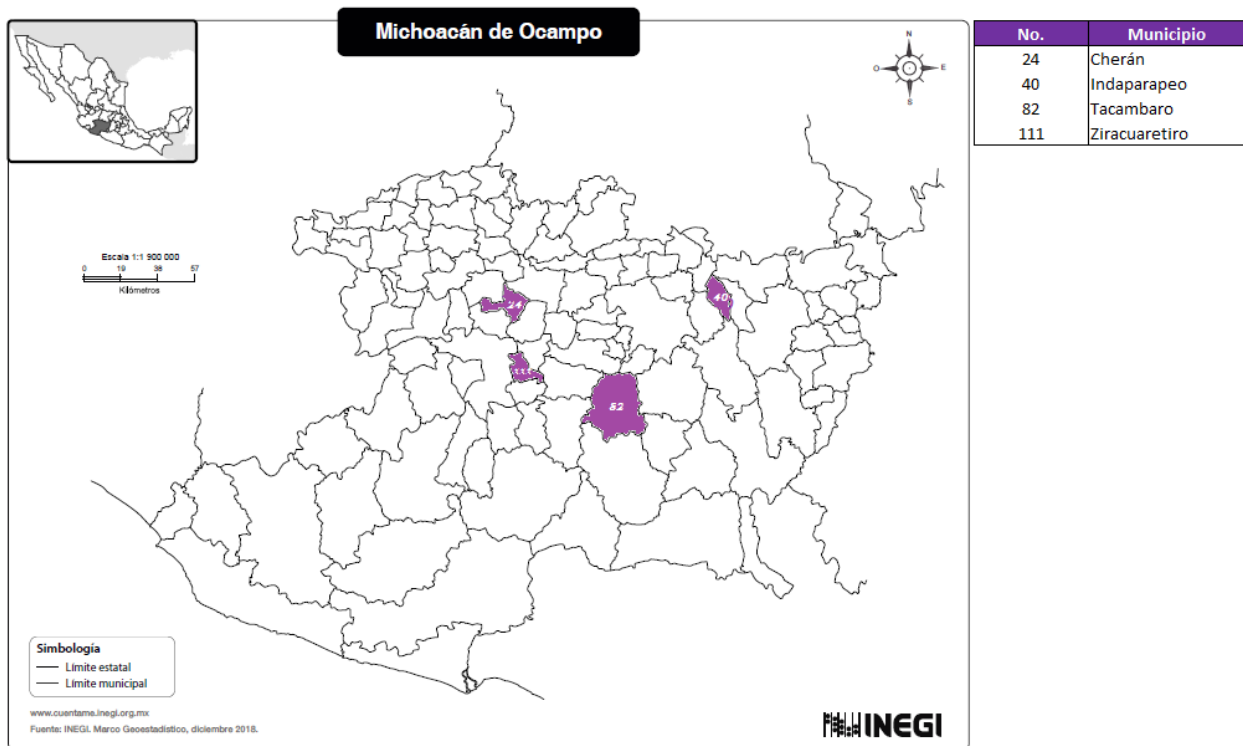 Michoacán de Ocampo
No. Municipio
24 Cherán
40 Indaparapeo
82 Tacambaro
111 Ziracuaretiro
N
O E
S
Escala 1:1 900 000
0 19 38 57
Kilómetros
24
40
111
82
Simbología
Límite estatal
Límite municipal
www.cuentame.inegi.org.mx
Fuente: INEGI. Marco Geoestadístico, diciembre 2018.
INEGI